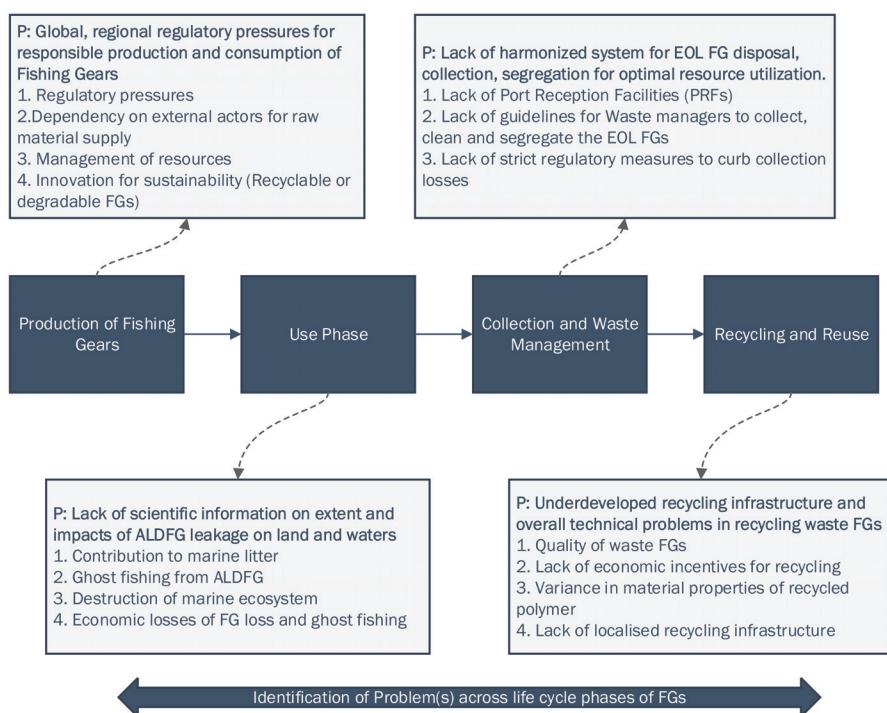 P: Global, regional regulatory pressures for
responsible production and consumption of
Fishing Gears
1. Regulatory pressures
2.Dependency on external actors for raw
material supply
3. Management of resources
4. Innovation for sustainability (Recyclable or
degradable FGs)
P: Lack of harmonized system for EOL FG disposal,
collection, segregation for optimal resource utilization.
1. Lack of Port Reception Facilities (PRFs)
2. Lack of guidelines for Waste managers to collect,
clean and segregate the EOL FGs
3. Lack of strict regulatory measures to curb collection
losses
Production of Fishing
Gears
Use Phase
Collection and Waste
Management
Recycling and Reuse
P: Lack of scientific information on extent and
impacts of ALDFG leakage on land and waters
1. Contribution to marine litter
2. Ghost fishing from ALDFG
3. Destruction of marine ecosystem
4. Economic losses of FG loss and ghost fishing
P: Underdeveloped recycling infrastructure and
overall technical problems in recycling waste FGs
1. Quality of waste FGs
2. Lack of economic incentives for recycling
3. Variance in material properties of recycled
polymer
4. Lack of localised recycling infrastructure
Identification of Problem(s) across life cycle phases of FGs